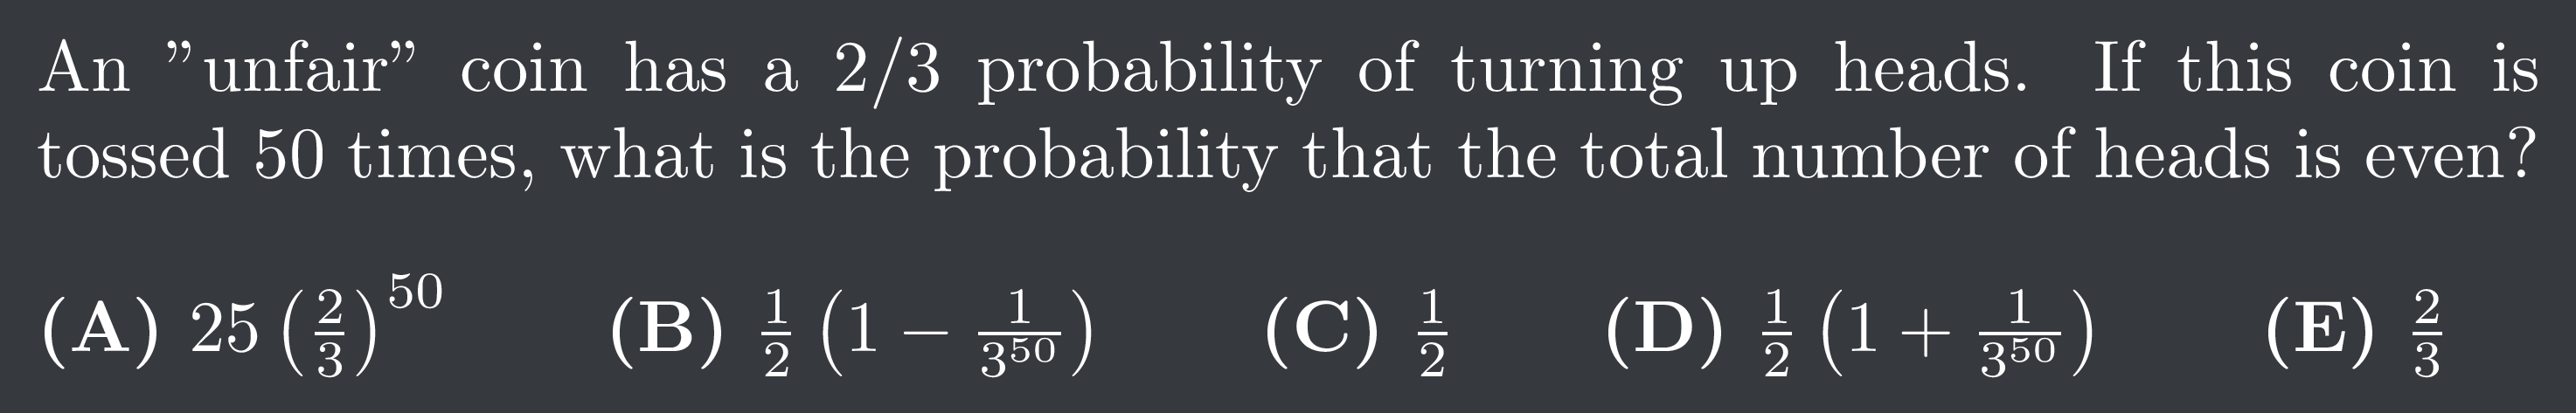 An ”unfair” coin has a 2/3 probability of turning up heads. If this coin is
tossed 50 times, what is the probability that the total number of heads is even?
(A) $25\left(\frac{2}{3}\right)^{50}$ (B) $\frac{1}{2}\left(1-\frac{1}{3^{50}}\right)$ (C) $\frac{1}{2}$ (D) $\frac{1}{2}\left(1+\frac{1}{3^{50}}\right)$ (E) $\frac{2}{3}$